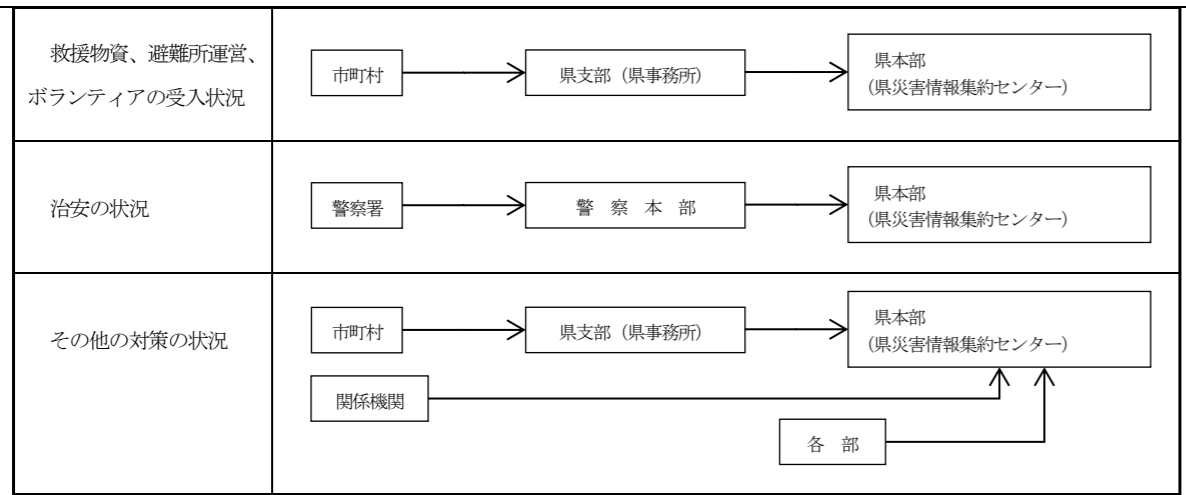 救援物資、避難所運営、
ボランティアの受入状況
市町村
県支部（県事務所）
県本部
（県災害情報集約センター）
治安の状況
警察署
警 察 本 部
県本部
（県災害情報集約センター）
その他の対策の状況
市町村
県支部（県事務所）
県本部
（県災害情報集約センター）
関係機関
各 部